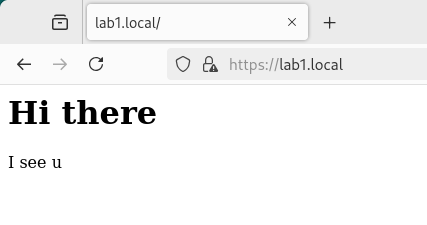 lab1.local/
https://lab1.local
Hi there
I see u